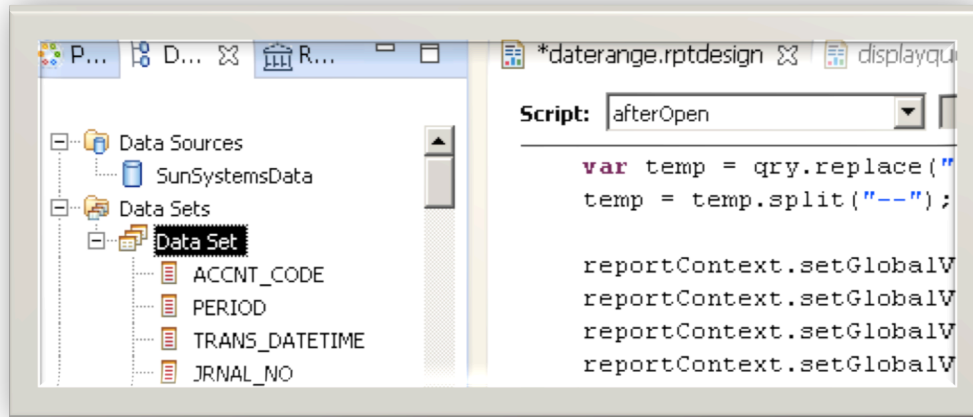 P... D... R...
Data Sources
SunSystemsData
Data Sets
Data Set
ACCNT_CODE
PERIOD
TRANS_DATETIME
JRNAL_NO
*daterange.rptdesign displayqu
Script: afterOpen
var temp = qry.replace("
temp = temp.split("--");
reportContext.setGlobalV
reportContext.setGlobalV
reportContext.setGlobalV
reportContext.setGlobalV